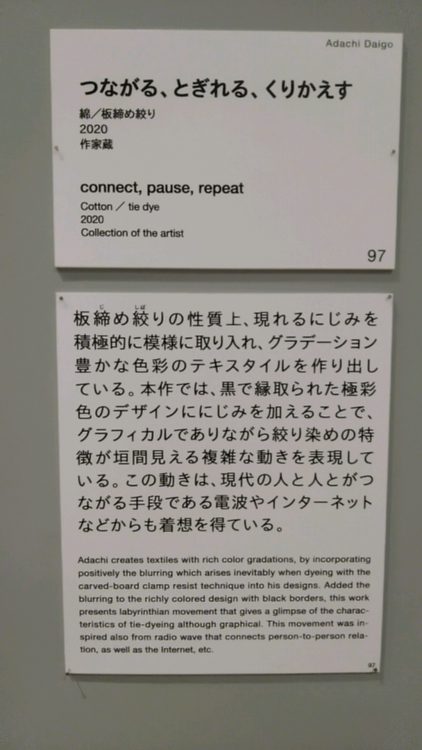 Adachi Daigo
つながる、とぎれる、くりかえす
綿／板締め絞り
2020
作家蔵
connect, pause, repeat
Cotton / tie dye
2020
Collection of the artist
97
板締め絞りの性質上、現れるにじみを
積極的に模様に取り入れ、グラデーション
豊かな色彩のテキスタイルを作り出し
ている。本作では、黒で縁取られた極彩
色のデザインににじみを加えることで、
グラフィカルでありながら絞り染めの特
徴が垣間見える複雑な動きを表現して
いる。この動きは、現代の人と人とがつ
ながる手段である電波やインターネット
などからも着想を得ている。
Adachi creates textiles with rich color gradations, by incorporating
positively the blurring which arises inevitably when dyeing with the
carved-board clamp resist technique into his designs. Added the
blurring to the richly colored design with black borders, this work
presents labyrinthian movement that gives a glimpse of the charac-
teristics of tie-dyeing although graphical. This movement was in-
spired also from radio wave that connects person-to-person rela-
tion, as well as the Internet, etc.
97